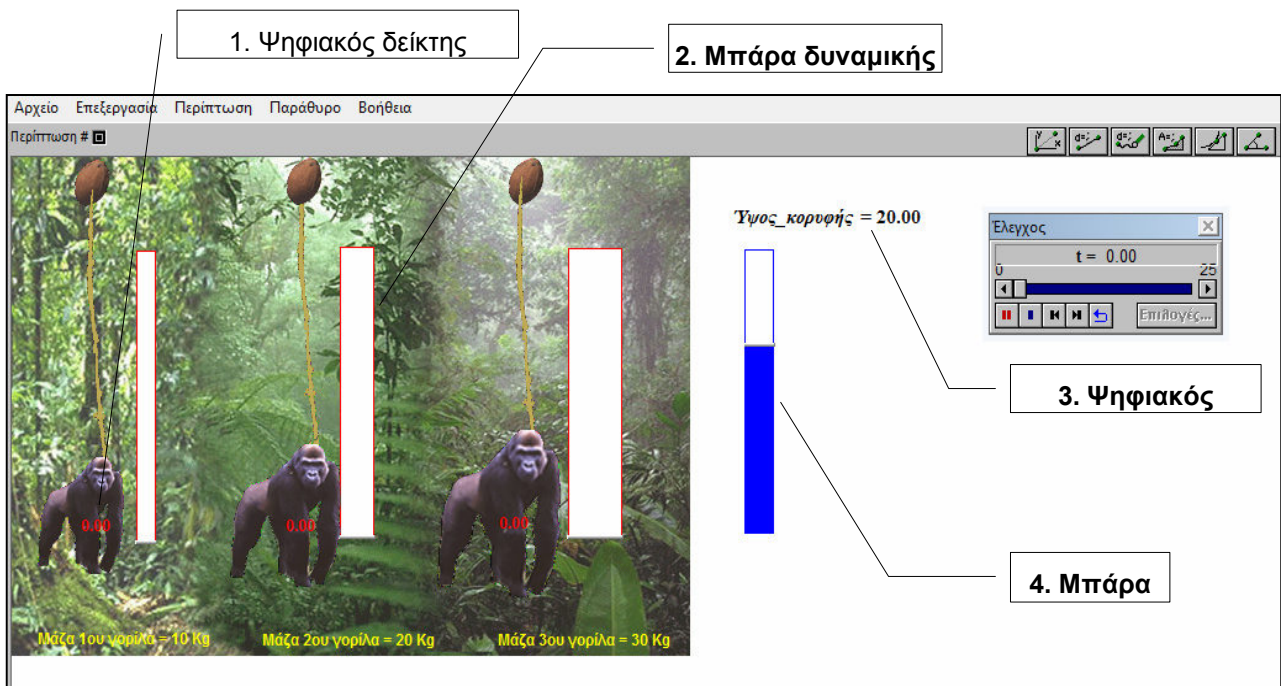 1. Ψηφιακός δείκτης
2. Μπάρα δυναμικής
Αρχείο Επεξεργασία Περίπτωση Παράθυρο Βοήθεια
Περίπτωση #
y x d=; d=; A=;
Ύψος_κορυφής = 20.00
Έλεγχος
t = 0.00
0 25
Επιλογές...
3. Ψηφιακός
0.00 0.00 0.00
4. Μπάρα
Μάζα 1ου γορίλα = 10 Kg Μάζα 2ου γορίλα = 20 Kg Μάζα 3ου γορίλα = 30 Kg